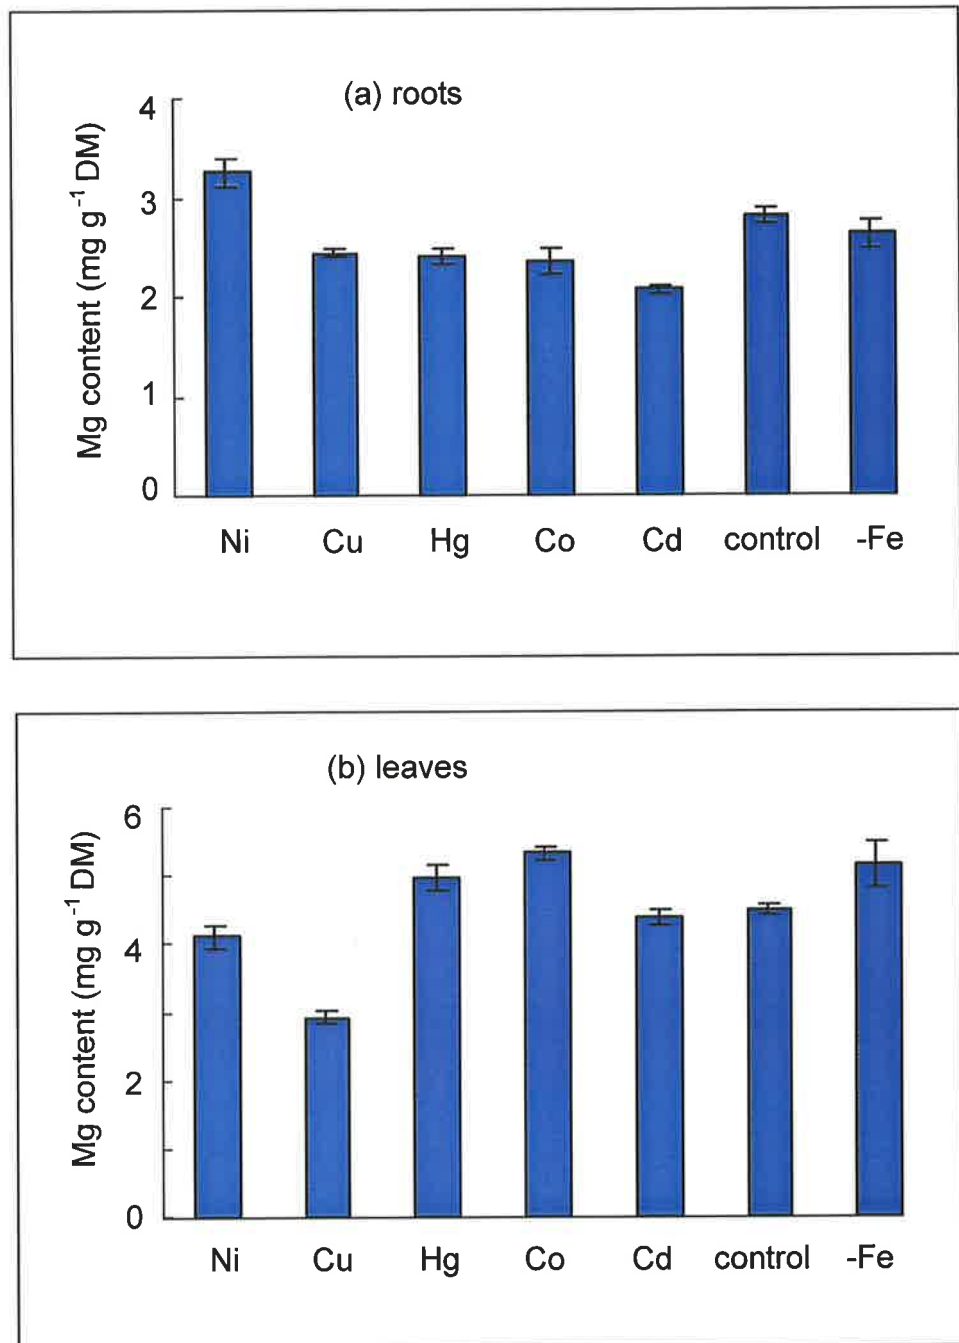 (a) roots
Mg content (mg g⁻¹ DM)
4
3
2
1
0
Ni Cu Hg Co Cd control -Fe
(b) leaves
Mg content (mg g⁻¹ DM)
6
4
2
0
Ni Cu Hg Co Cd control -Fe